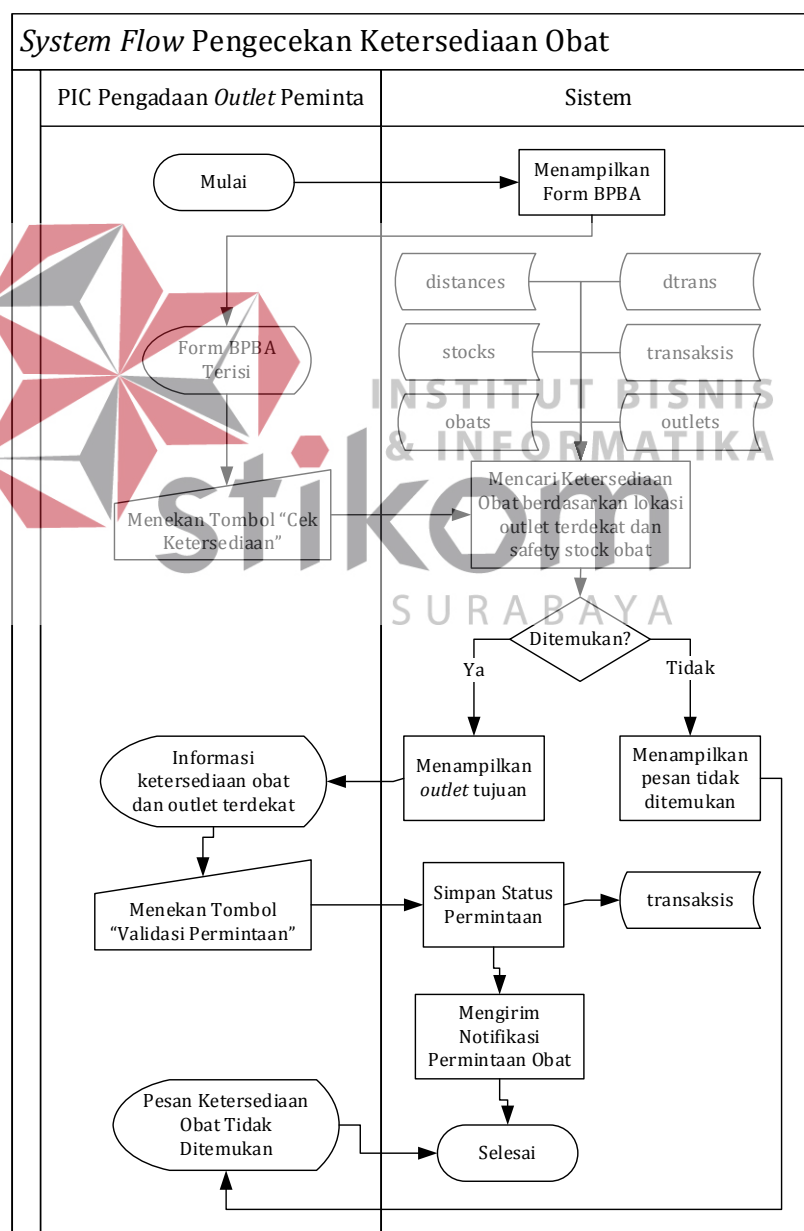 System Flow Pengecekan Ketersediaan Obat
PIC Pengadaan Outlet Peminta
Sistem
Mulai
Menampilkan
Form BPBA
distances
dtrans
Form BPBA
Terisi
stocks
transaksis
INSTITUT BISNIS
& INFORMATIKA
obats
outlets
stikom
SURABAYA
Menekan Tombol “Cek
Ketersediaan”
Mencari Ketersediaan
Obat berdasarkan lokasi
outlet terdekat dan
safety stock obat
Ditemukan?
Ya
Tidak
Informasi
ketersediaan obat
dan outlet terdekat
Menampilkan
outlet tujuan
Menampilkan
pesan tidak
ditemukan
Menekan Tombol
“Validasi Permintaan”
Simpan Status
Permintaan
transaksis
Mengirim
Notifikasi
Permintaan Obat
Pesan Ketersediaan
Obat Tidak
Ditemukan
Selesai